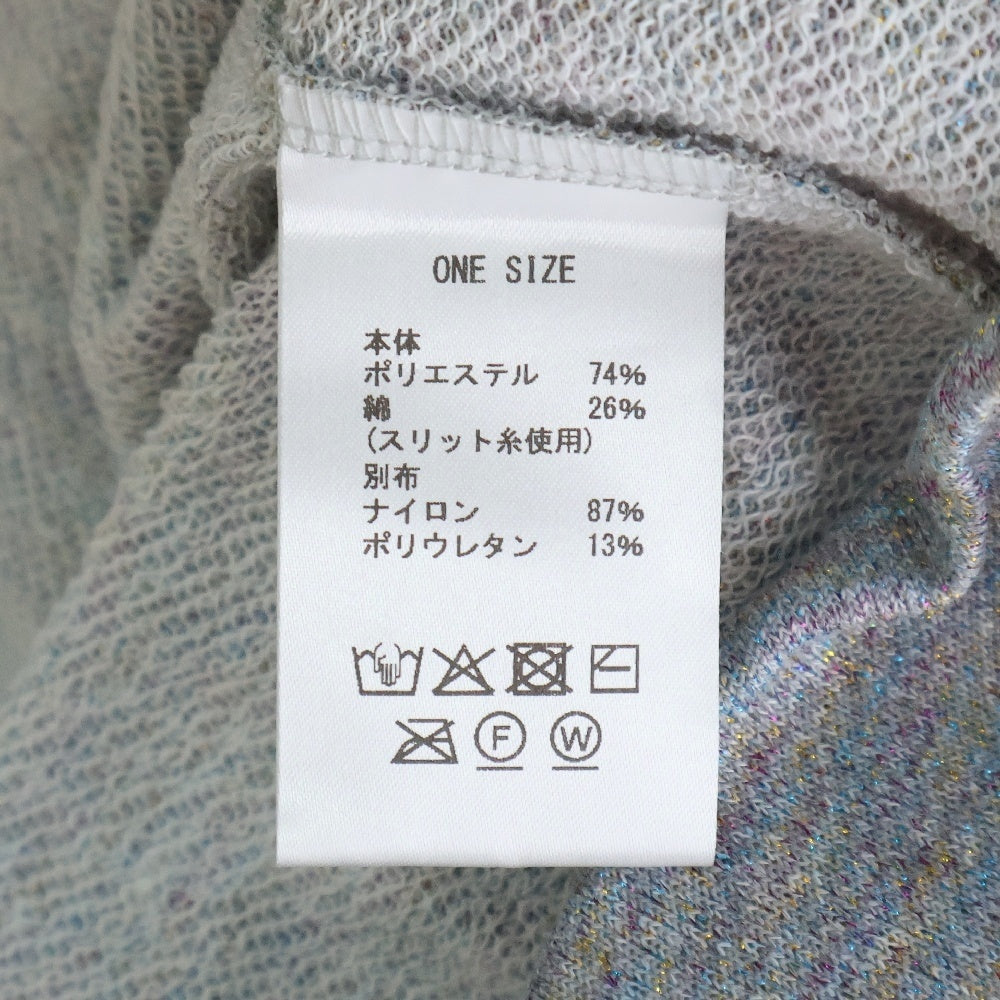 ONE SIZE
本体
ポリエステル 74%
綿 26%
(スリット糸使用)
別布
ナイロン 87%
ポリウレタン 13%
F W